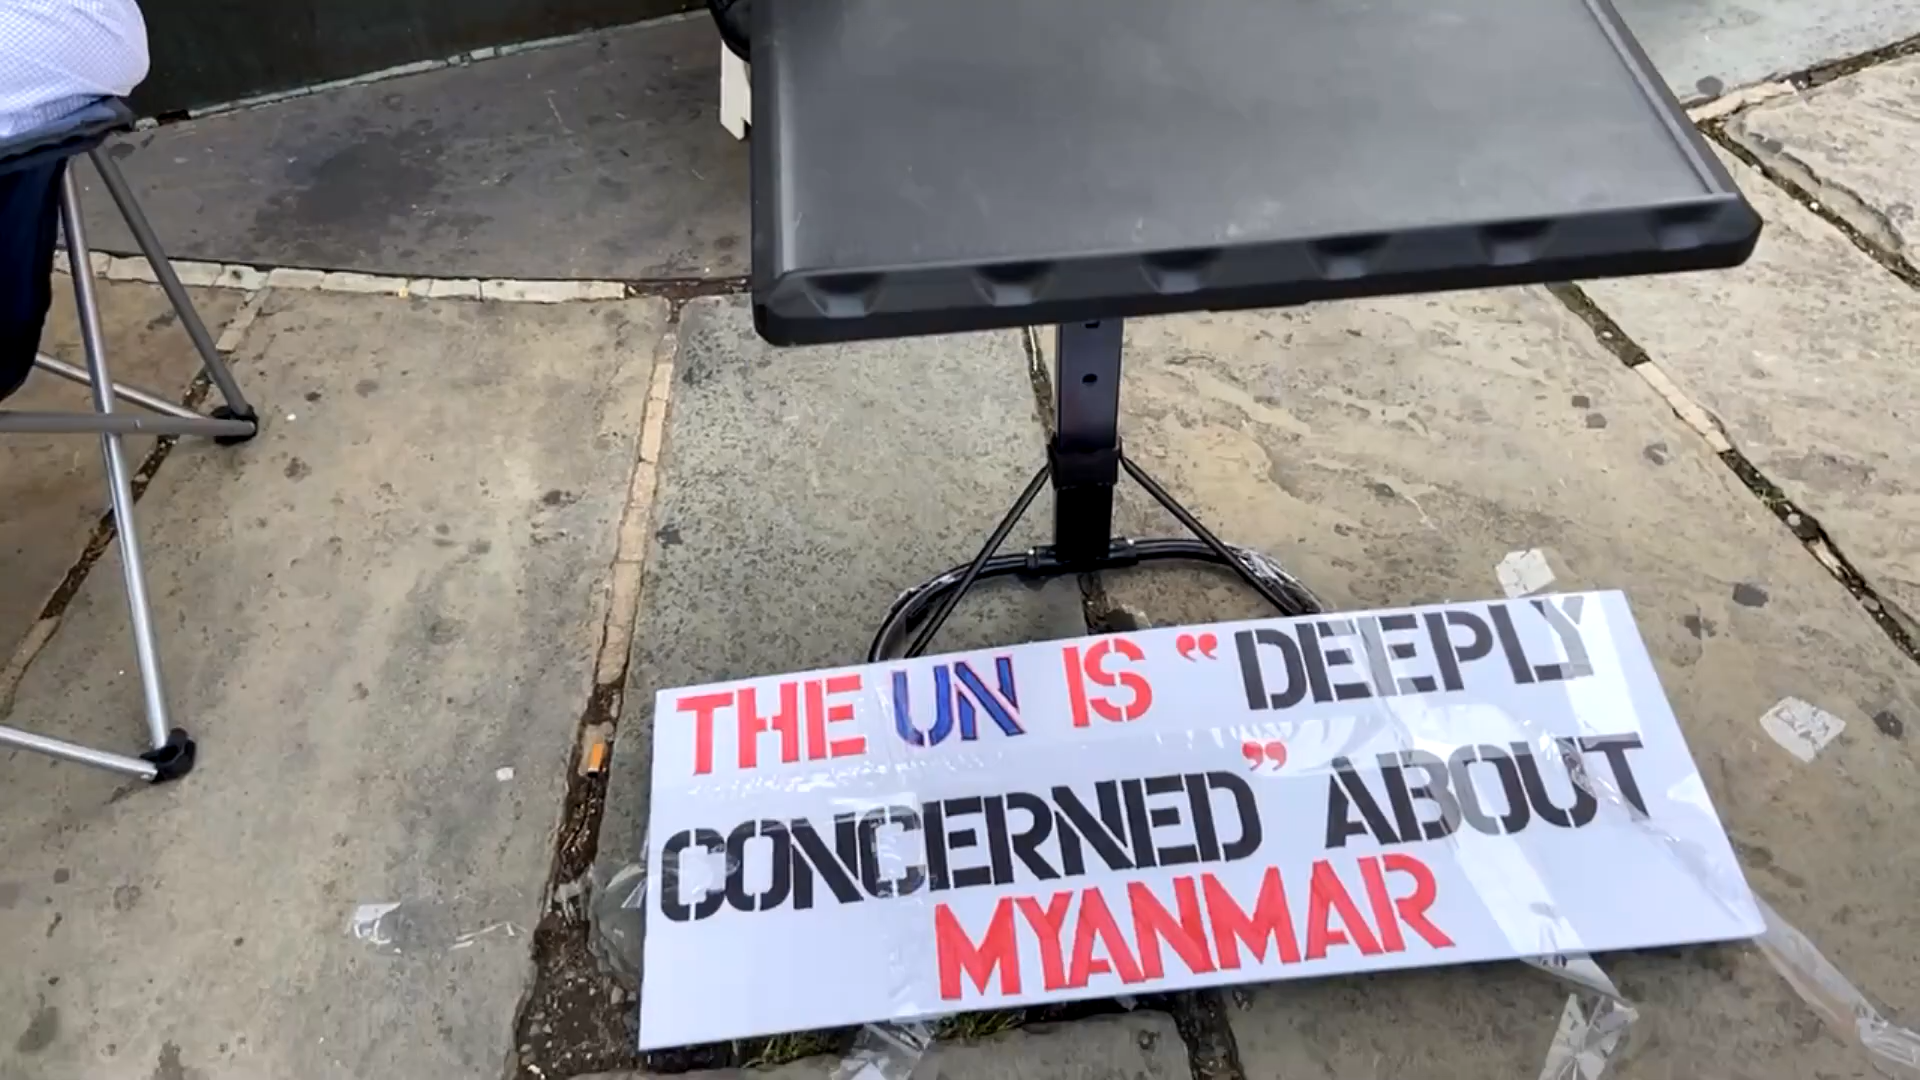 THE UN IS ” DEEPLY
CONCERNED ” ABOUT
MYANMAR